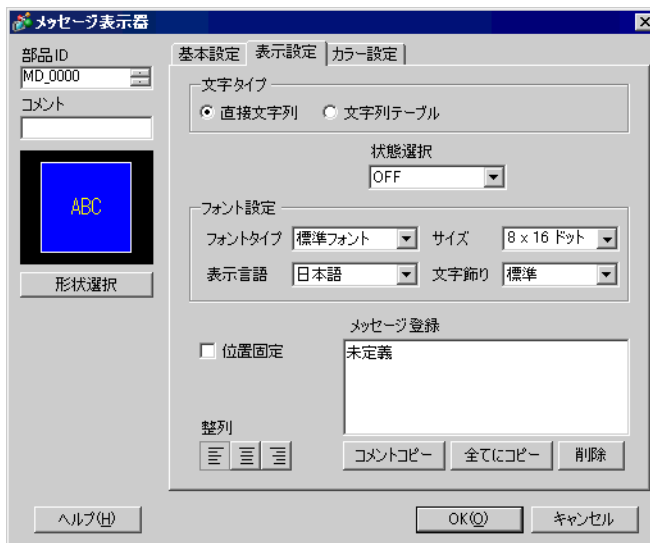 メッセージ表示器
部品ID
MD_0000
コメント
ABC
形状選択
基本設定 表示設定 カラー設定
文字タイプ
直接文字列 文字列テーブル
状態選択
OFF
フォント設定
フォントタイプ 標準フォント サイズ 8 x 16 ドット
表示言語 日本語 文字飾り 標準
メッセージ登録
位置固定
未定義
整列
コメントコピー 全てにコピー 削除
ヘルプ(H) OK(O) キャンセル